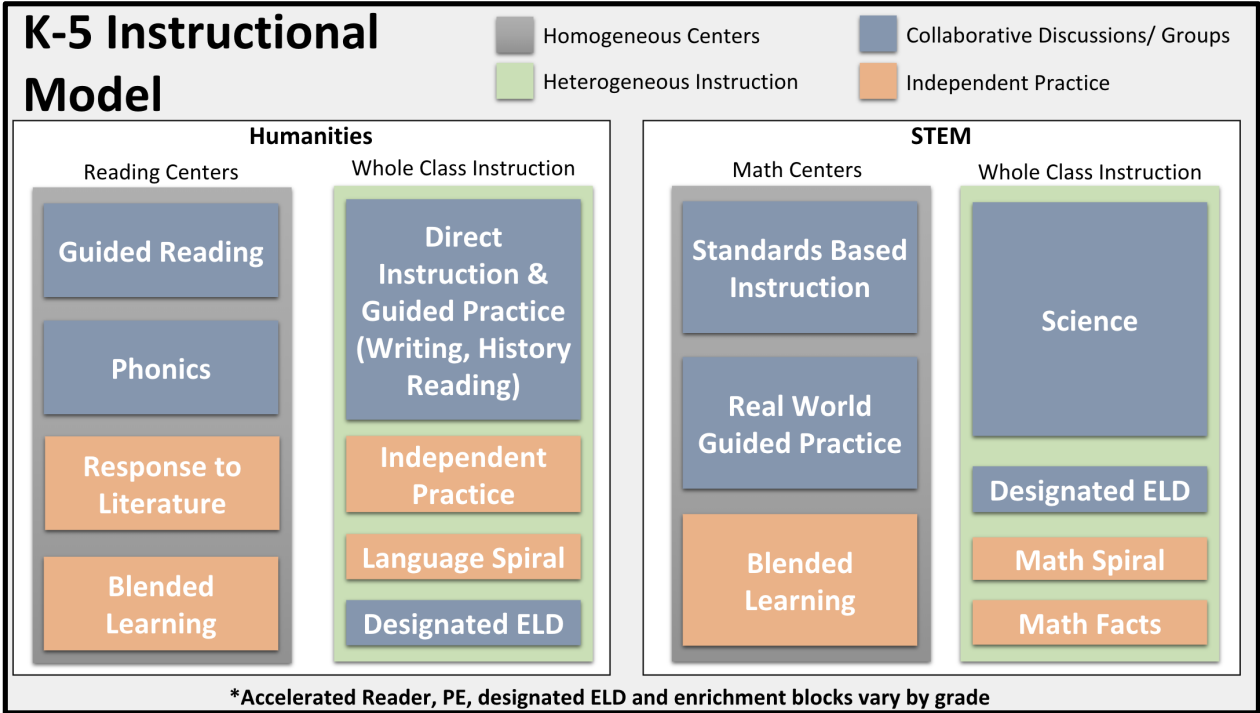 K-5 Instructional
Model
Homogeneous Centers
Collaborative Discussions/ Groups
Heterogeneous Instruction
Independent Practice
Humanities
Reading Centers
Whole Class Instruction
Guided Reading
Phonics
Response to
Literature
Blended
Learning
Direct
Instruction &
Guided Practice
(Writing, History
Reading)
Independent
Practice
Language Spiral
Designated ELD
STEM
Math Centers
Whole Class Instruction
Standards Based
Instruction
Real World
Guided Practice
Blended
Learning
Science
Designated ELD
Math Spiral
Math Facts
*Accelerated Reader, PE, designated ELD and enrichment blocks vary by grade